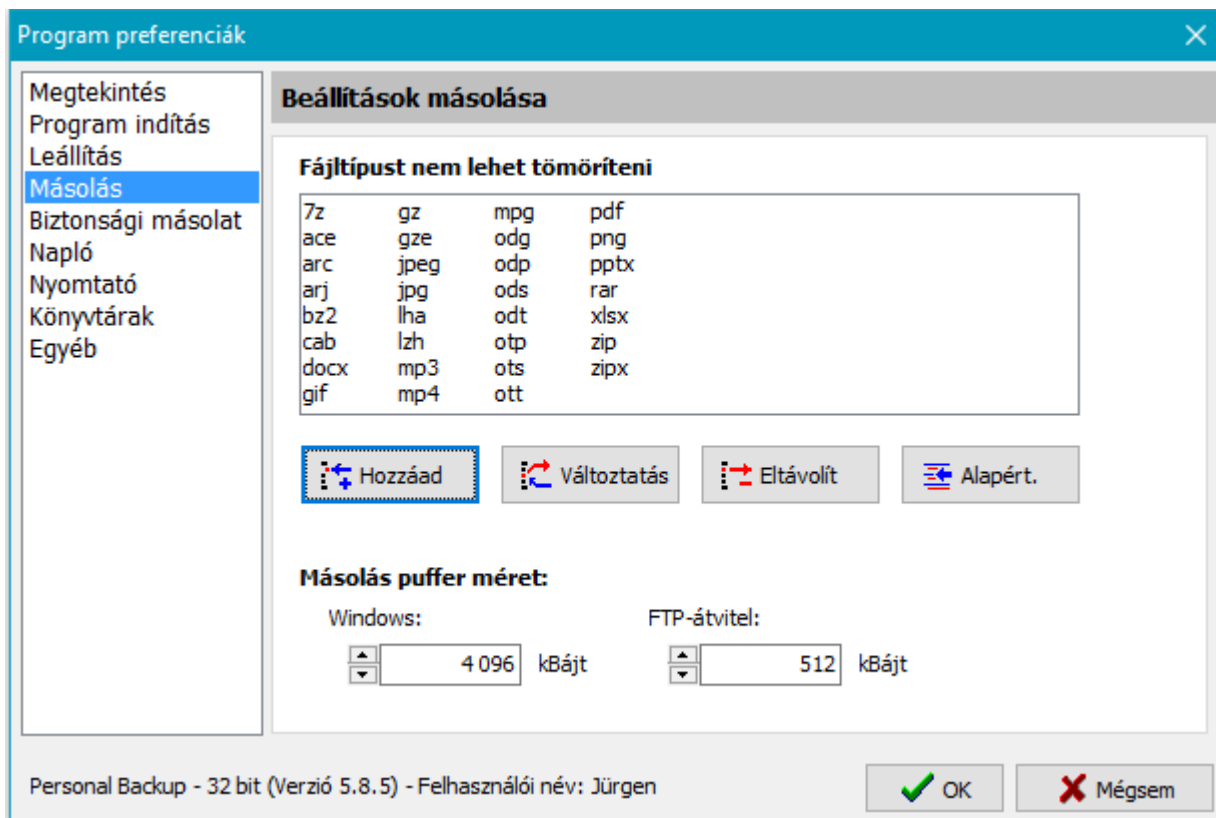 Program preferenciák
Megtekintés
Program indítás
Leállítás
Másolás
Biztonsági másolat
Napló
Nyomtató
Könyvtárak
Egyéb
Beállítások másolása
Fájltípust nem lehet tömöríteni
7z gz mpg pdf
ace gze odg png
arc jpeg odp pptx
arj jpg ods rar
bz2 lha odt xlsx
cab lzh otp zip
docx mp3 ots zipx
gif mp4 ott
Hozzáad Változtatás Eltávolít Alapért.
Másolás puffer méret:
Windows: FTP-átvitel:
4 096 kBájt 512 kBájt
Personal Backup - 32 bit (Verzió 5.8.5) - Felhasználói név: Jürgen
OK Mégsem